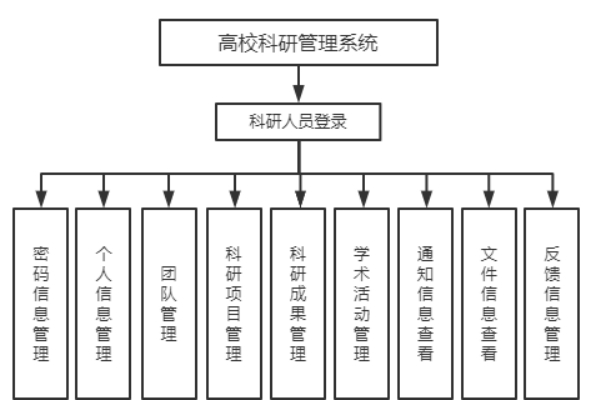 高校科研管理系统
科研人员登录
密码信息管理
个人信息管理
团队管理
科研项目管理
科研成果管理
学术活动管理
通知信息查看
文件信息查看
反馈信息管理